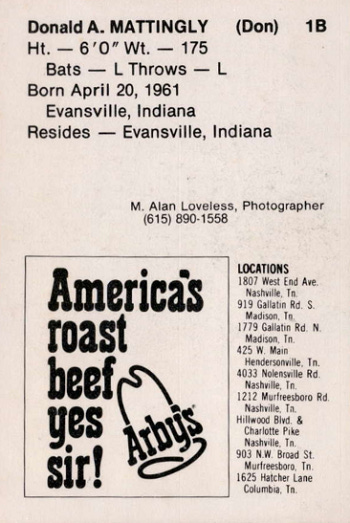 Donald A. MATTINGLY (Don) 1B
Ht. — 6'0" Wt. — 175
Bats — L Throws — L
Born April 20, 1961
Evansville, Indiana
Resides — Evansville, Indiana
M. Alan Loveless, Photographer
(615) 890-1558
America's
roast
beef
yes
sir!
Arby's
LOCATIONS
1807 West End Ave.
Nashville, Tn.
919 Gallatin Rd. S.
Madison, Tn.
1779 Gallatin Rd. N.
Madison, Tn.
425 W. Main
Hendersonville, Tn.
4033 Nolensville Rd.
Nashville, Tn.
1212 Murfreesboro Rd.
Nashville, Tn.
Hillwood Blvd. &
Charlotte Pike
Nashville, Tn.
903 N.W. Broad St.
Murfreesboro, Tn.
1625 Hatcher Lane
Columbia, Tn.